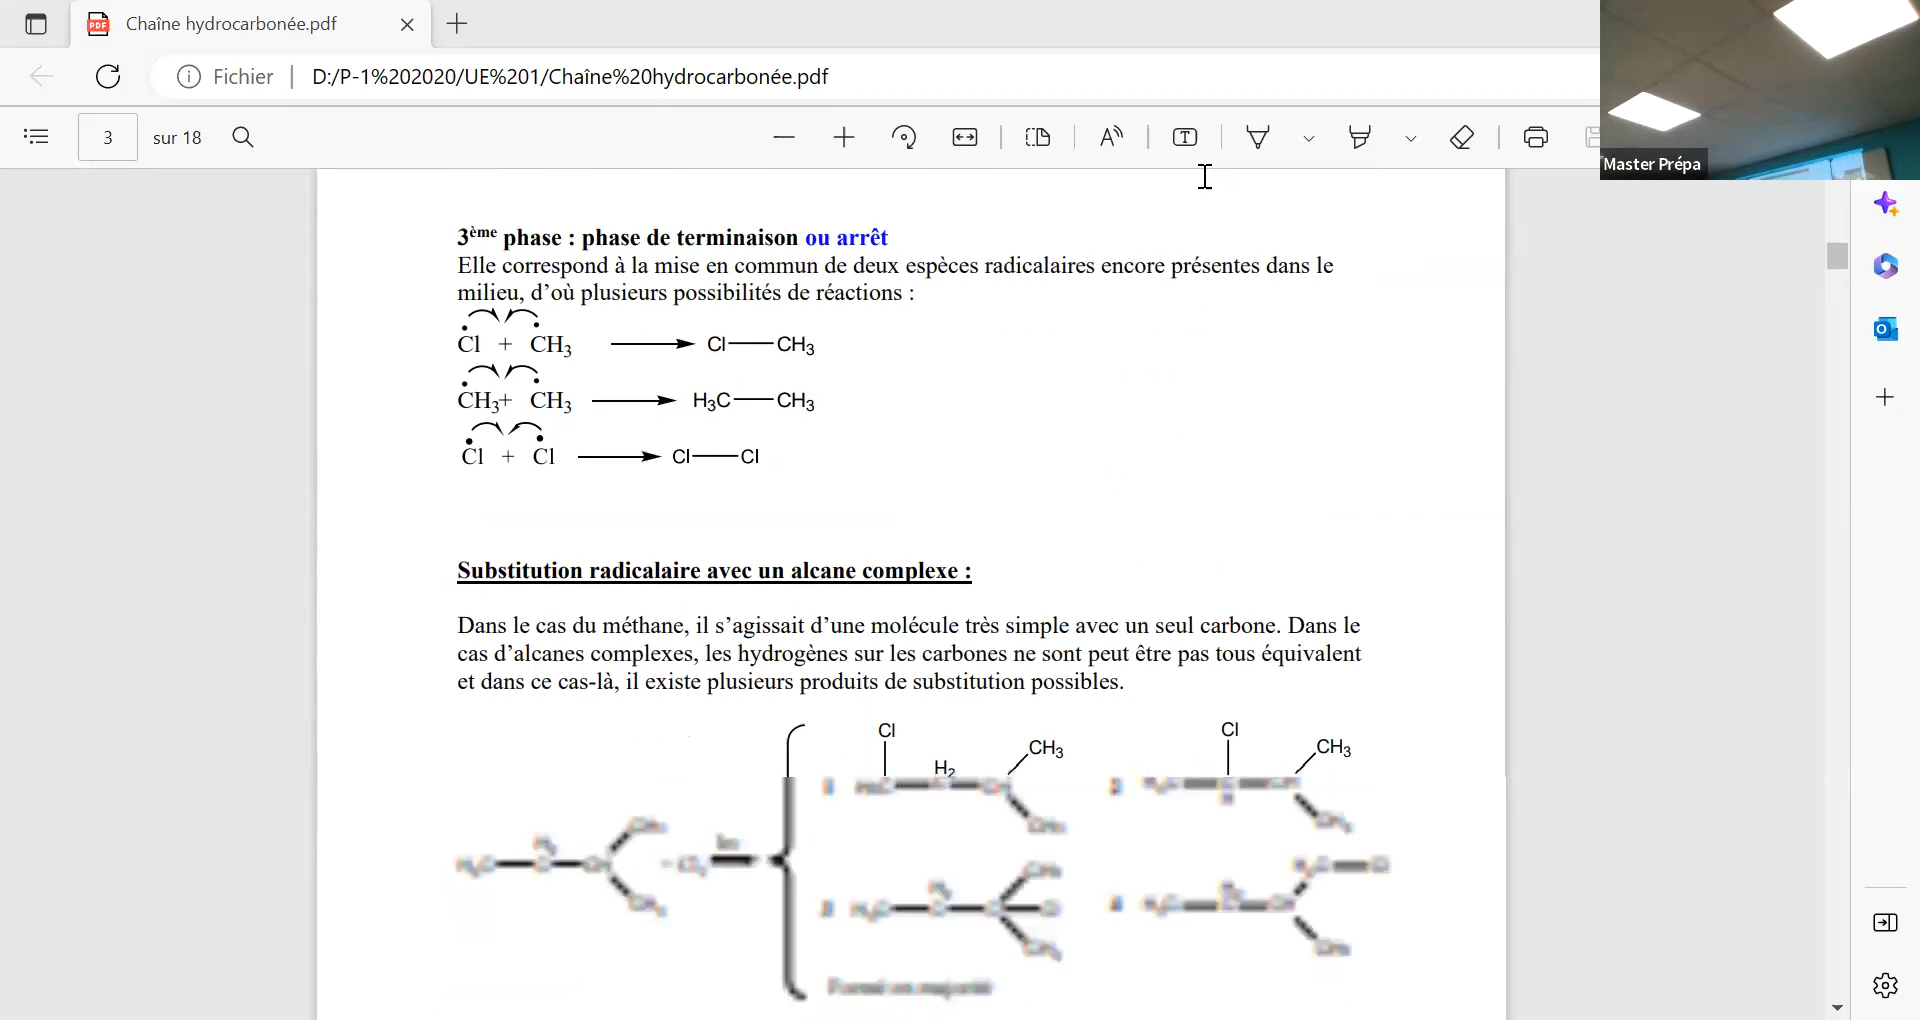 Chaîne hydrocarbonée.pdf
Fichier
D:/P-1%202020/UE%201/Chaîne%20hydrocarbonée.pdf
3 sur 18
Master Prépa
3ème phase : phase de terminaison ou arrêt
Elle correspond à la mise en commun de deux espèces radicalaires encore présentes dans le
milieu, d'où plusieurs possibilités de réactions :
Cl + CH3 Cl CH3
CH3+ CH3 H3C CH3
Cl + Cl Cl Cl
Substitution radicalaire avec un alcane complexe :
Dans le cas du méthane, il s'agissait d'une molécule très simple avec un seul carbone. Dans le
cas d'alcanes complexes, les hydrogènes sur les carbones ne sont peut être pas tous équivalent
et dans ce cas-là, il existe plusieurs produits de substitution possibles.
Cl Cl
CH3 CH3
H2